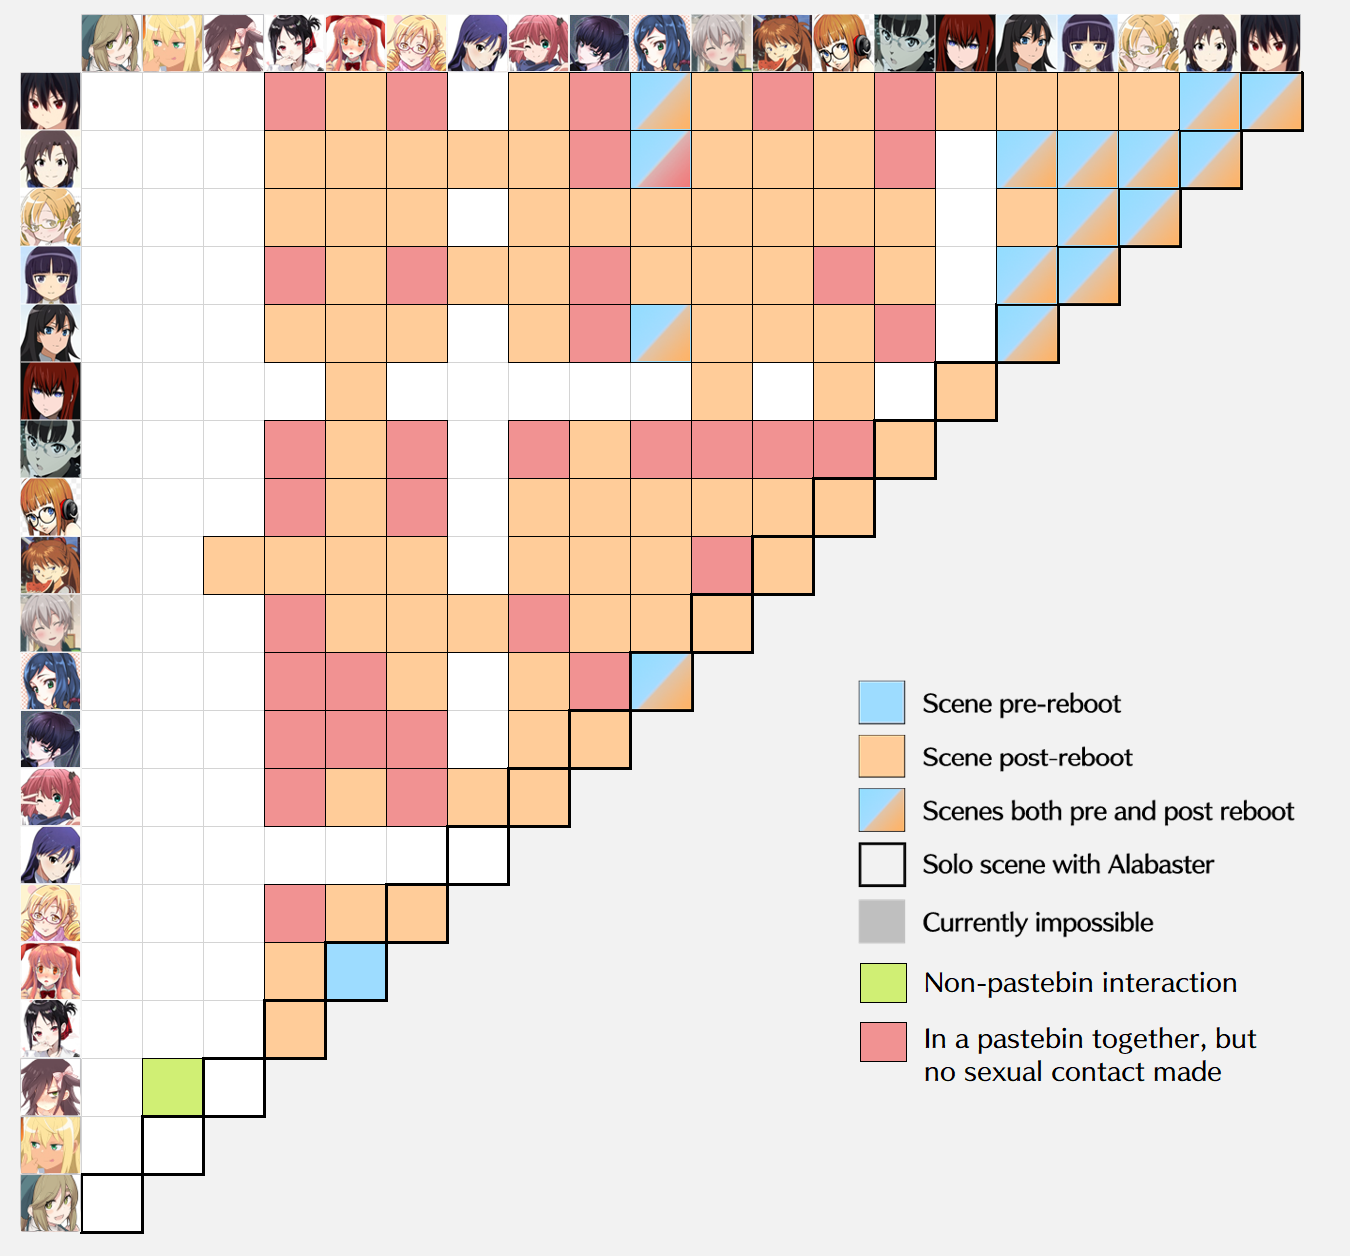 Scene pre-reboot
Scene post-reboot
Scenes both pre and post reboot
Solo scene with Alabaster
Currently impossible
Non-pastebin interaction
In a pastebin together, but
no sexual contact made